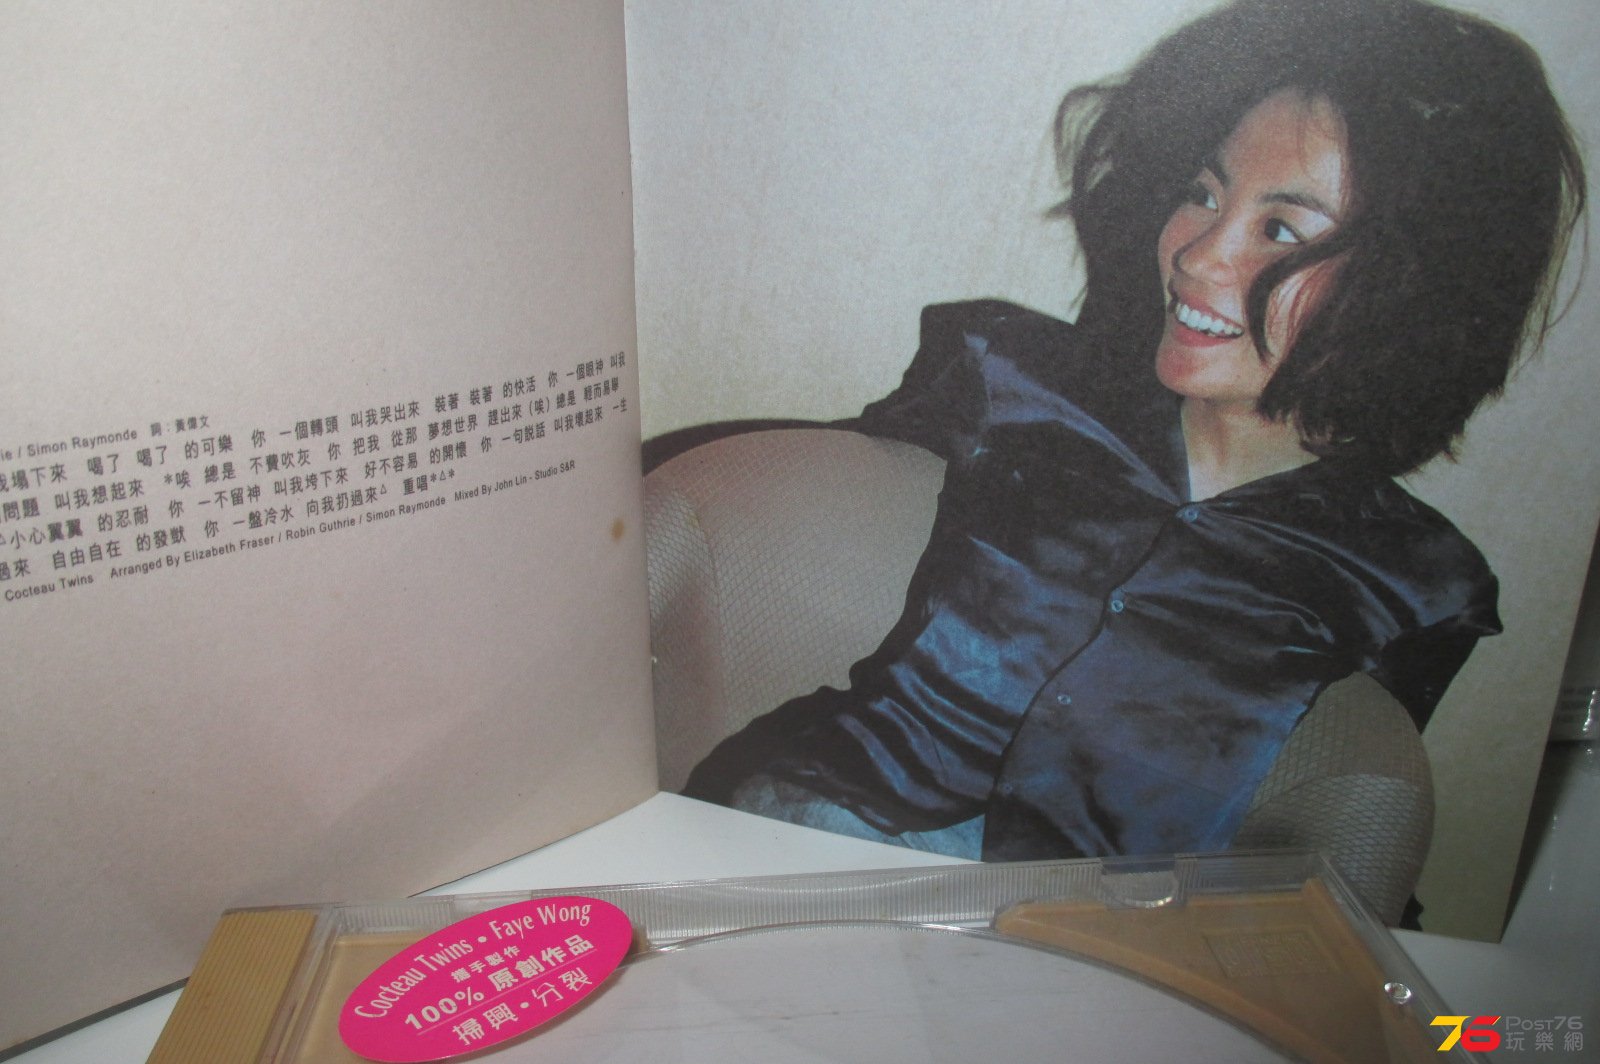 ie / Simon Raymonde 詞：黃偉文
我塌下來 喝了 喝了 的可樂 你 一個轉頭 叫我哭出來 裝著 裝著 的快活 你 一個眼神 叫我
問題 叫我想起來 *唉 總是 不費吹灰 你 把我 從那 夢想世界 趕出來（唉）總是 輕而易舉
△小心翼翼 的忍耐 你 一不留神 叫我垮下來 好不容易 的開懷 你 一句說話 叫我壞起來 一生
過來 自由自在 的發獃 你 一盤冷水 向我扔過來△ 重唱*△*
Cocteau Twins Arranged By Elizabeth Fraser / Robin Guthrie / Simon Raymonde Mixed By John Lin - Studio S&R
Cocteau Twins • Faye Wong
攜手製作
100% 原創作品
掃興 • 分裂
76 Post76
玩樂網